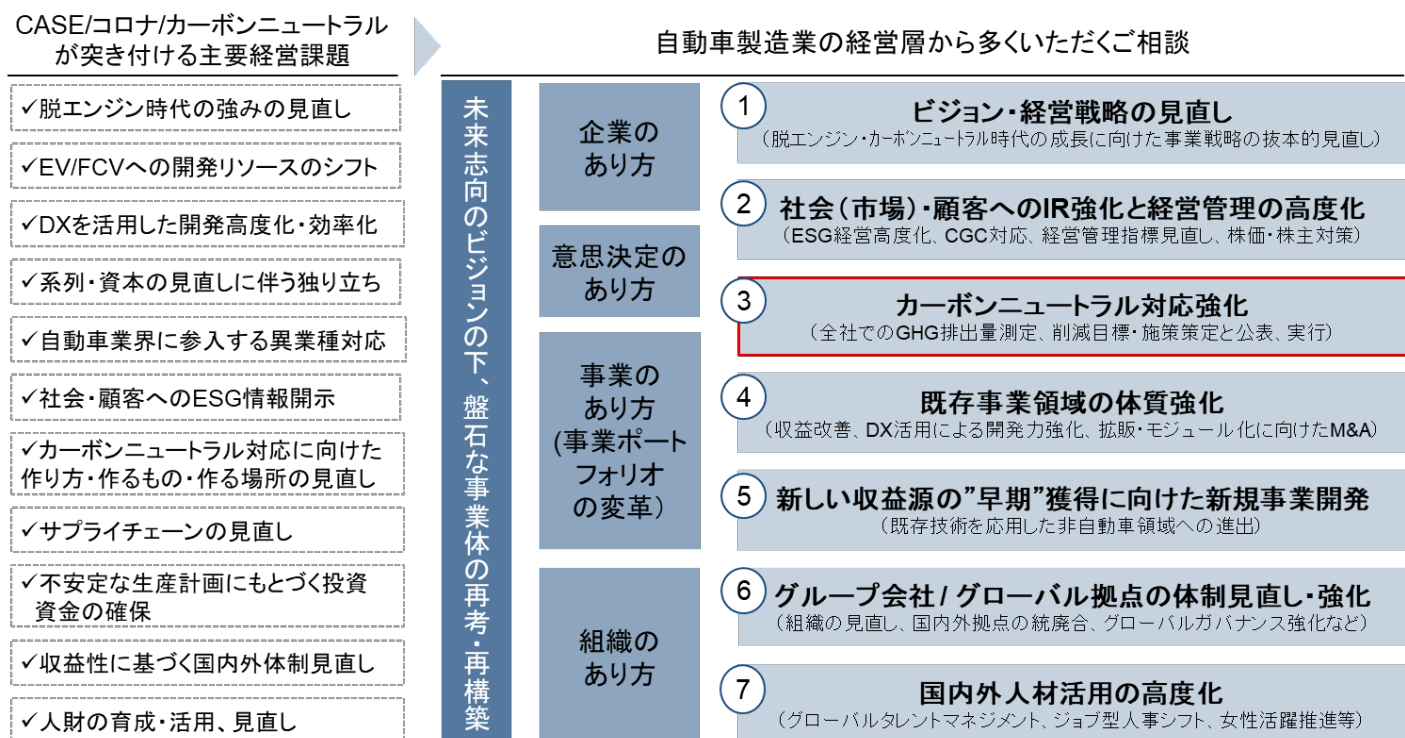 CASE/コロナ/カーボンニュートラル
が突き付ける主要経営課題
✓脱エンジン時代の強みの見直し
✓EV/FCVへの開発リソースのシフト
✓DXを活用した開発高度化・効率化
✓系列・資本の見直しに伴う独り立ち
✓自動車業界に参入する異業種対応
✓社会・顧客へのESG情報開示
✓カーボンニュートラル対応に向けた
作り方・作るもの・作る場所の見直し
✓サプライチェーンの見直し
✓不安定な生産計画にもとづく投資
資金の確保
✓収益性に基づく国内外体制見直し
✓人財の育成・活用、見直し
自動車製造業の経営層から多くいただくご相談
未来志向のビジョンの下、盤石な事業体の再考・再構築
企業の
あり方
意思決定の
あり方
事業の
あり方
(事業ポート
フォリオ
の変革）
組織の
あり方
1
ビジョン・経営戦略の見直し
（脱エンジン・カーボンニュートラル時代の成長に向けた事業戦略の抜本的見直し）
2
社会（市場）・顧客へのIR強化と経営管理の高度化
（ESG経営高度化、CGC対応、経営管理指標見直し、株価・株主対策）
3
カーボンニュートラル対応強化
（全社でのGHG排出量測定、削減目標・施策策定と公表、実行）
4
既存事業領域の体質強化
（収益改善、DX活用による開発力強化、拡販・モジュール化に向けたM&A）
5
新しい収益源の”早期”獲得に向けた新規事業開発
（既存技術を応用した非自動車領域への進出）
6
グループ会社 / グローバル拠点の体制見直し・強化
（組織の見直し、国内外拠点の統廃合、グローバルガバナンス強化など）
7
国内外人材活用の高度化
（グローバルタレントマネジメント、ジョブ型人事シフト、女性活躍推進等）